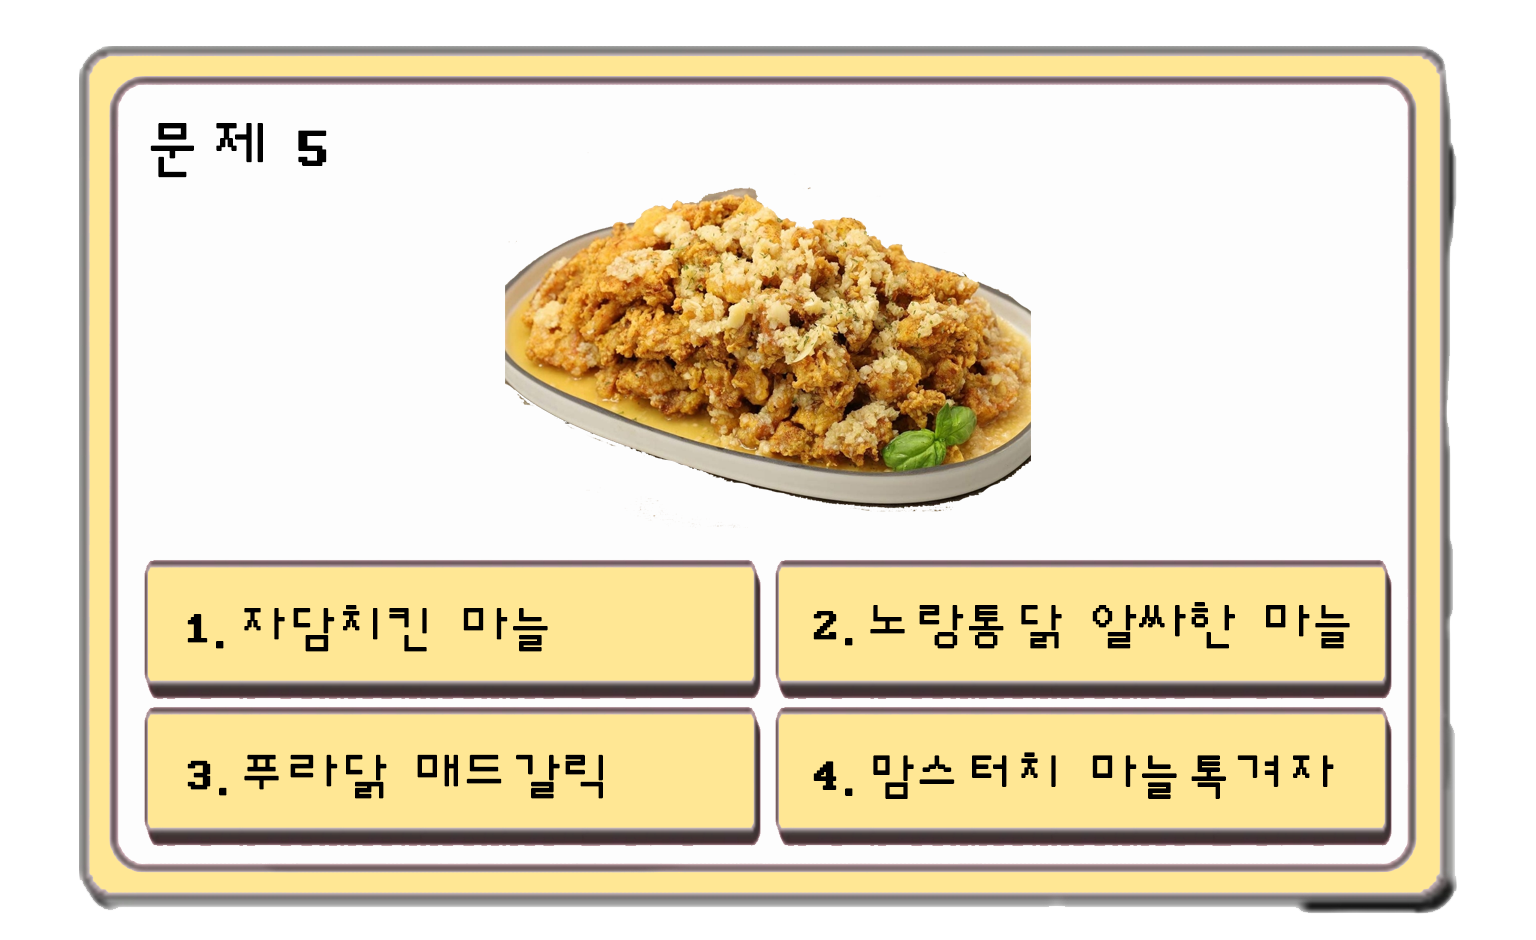 문제 5
1. 자담치킨 마늘
2. 노랑통닭 알싸한 마늘
3. 푸라닭 매드갈릭
4. 맘스터치 마늘톡겨자